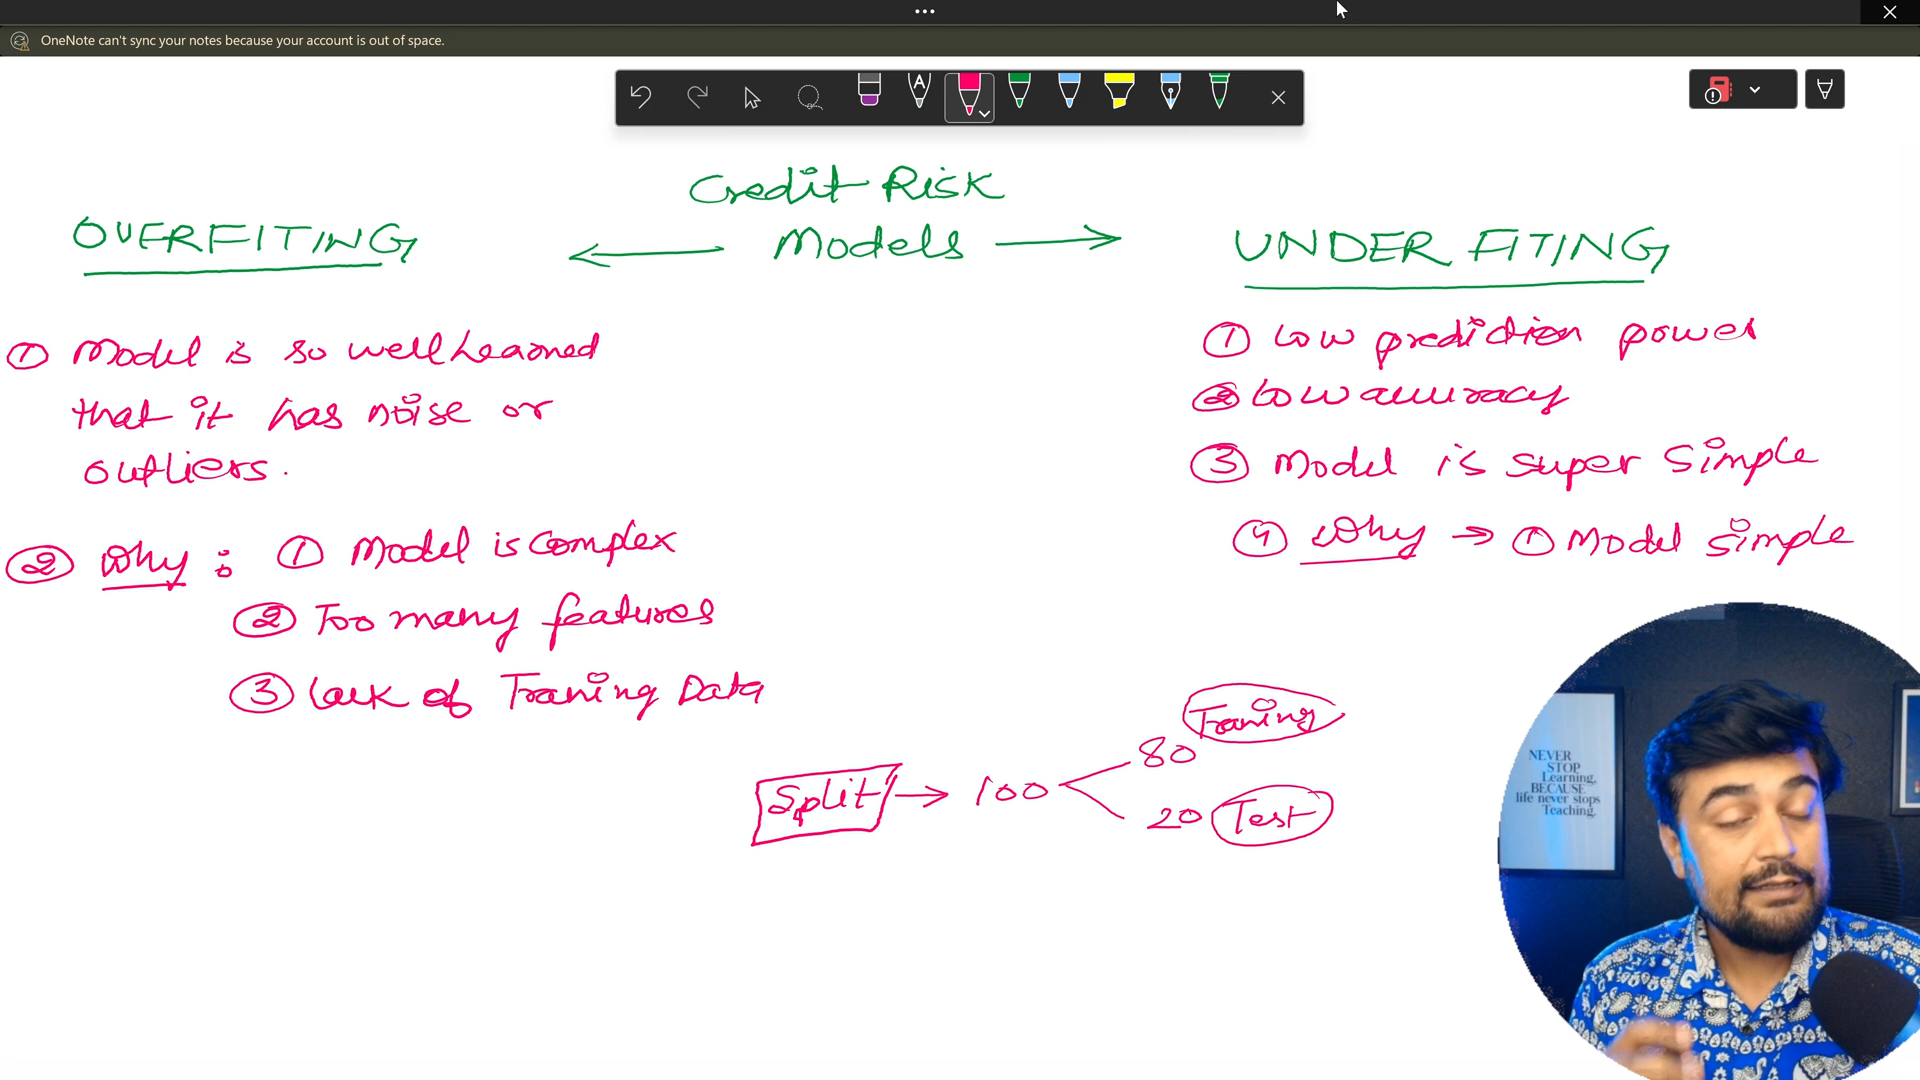 OneNote can't sync your notes because your account is out of space.
A
Credit Risk
Models
OVERFITING
① Model is so well Learned
that it has noise or
outliers.
② Why : ① Model is complex
② Too many features
③ Lack of Traning Data
UNDER FITING
① Low prediction power
② Low accuracy
③ Model is super simple
④ Why → ① Model simple
Split → 100
80 Traning
20 Test
NEVER
STOP
Learning,
BECAUSE
life never stops
Teaching.